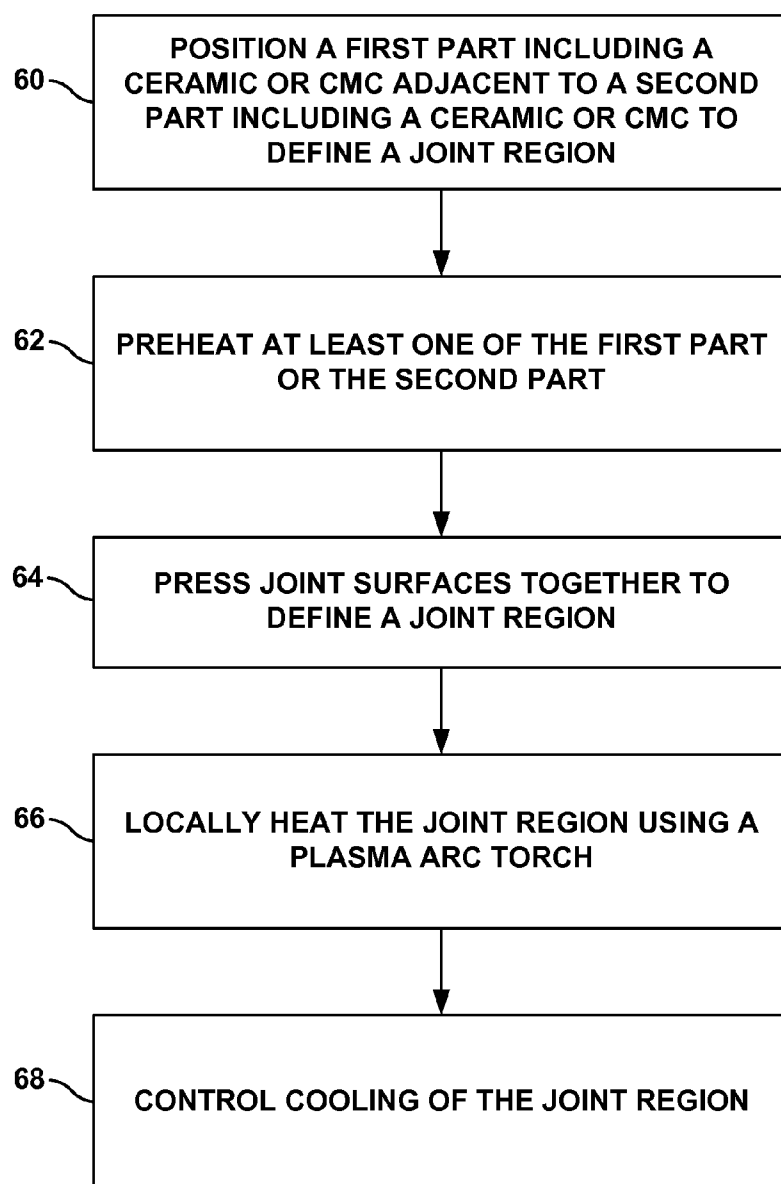 POSITION A FIRST PART INCLUDING A
60
CERAMIC OR CMC ADJACENT TO A SECOND
PART INCLUDING A CERAMIC OR CMC TO
DEFINE A JOINT REGION
62
PREHEAT AT LEAST ONE OF THE FIRST PART
OR THE SECOND PART
64
PRESS JOINT SURFACES TOGETHER TO
DEFINE A JOINT REGION
66
LOCALLY HEAT THE JOINT REGION USING A
PLASMA ARC TORCH
68
CONTROL COOLING OF THE JOINT REGION